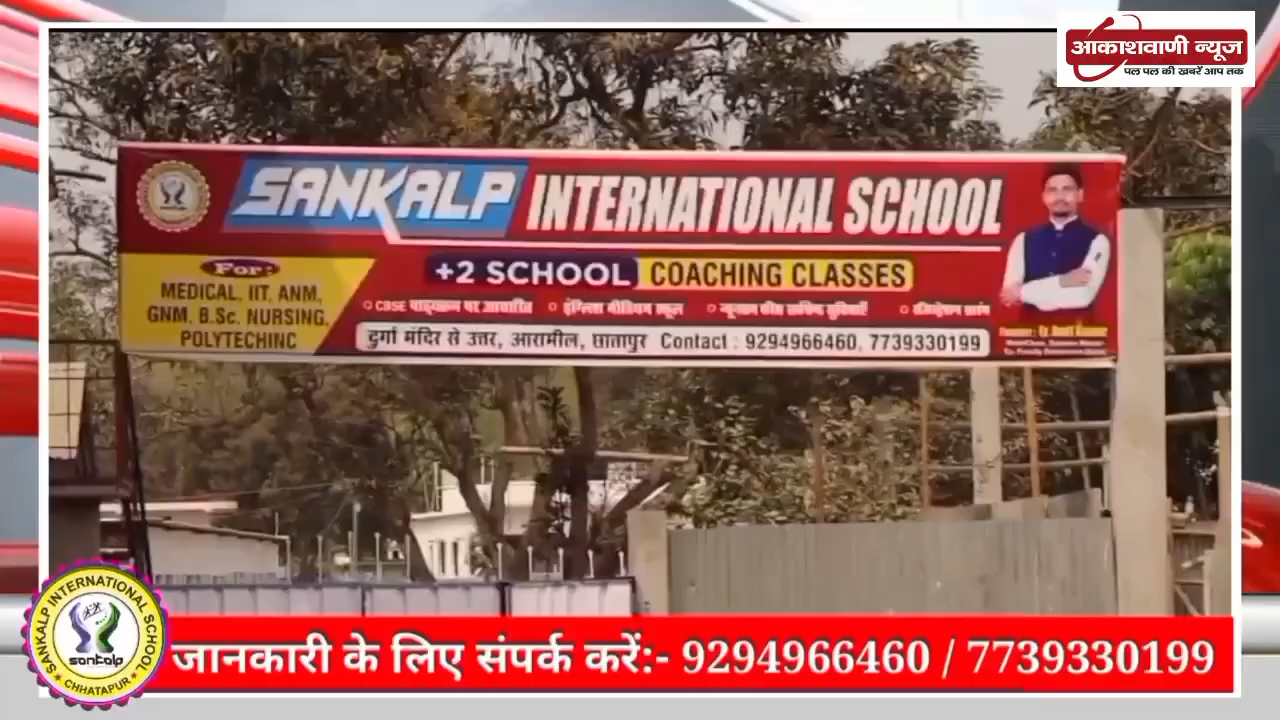 आकाशवाणी न्यूज
पल पल की खबरें आप तक
SANKALP INTERNATIONAL SCHOOL
+2 SCHOOL COACHING CLASSES
For:
MEDICAL, IIT, ANM,
GNM, B.Sc. NURSING,
POLYTECHINC
CBSE पाठ्यक्रम पर आधारित
इंग्लिश मीडियम स्कूल
दुर्गा मंदिर से उत्तर, आरामील, छातापुर Contact : 9294966460, 7739330199
SANKALP INTERNATIONAL SCHOOL
sankalp
CHHATAPUR
जानकारी के लिए संपर्क करें:- 9294966460 / 7739330199